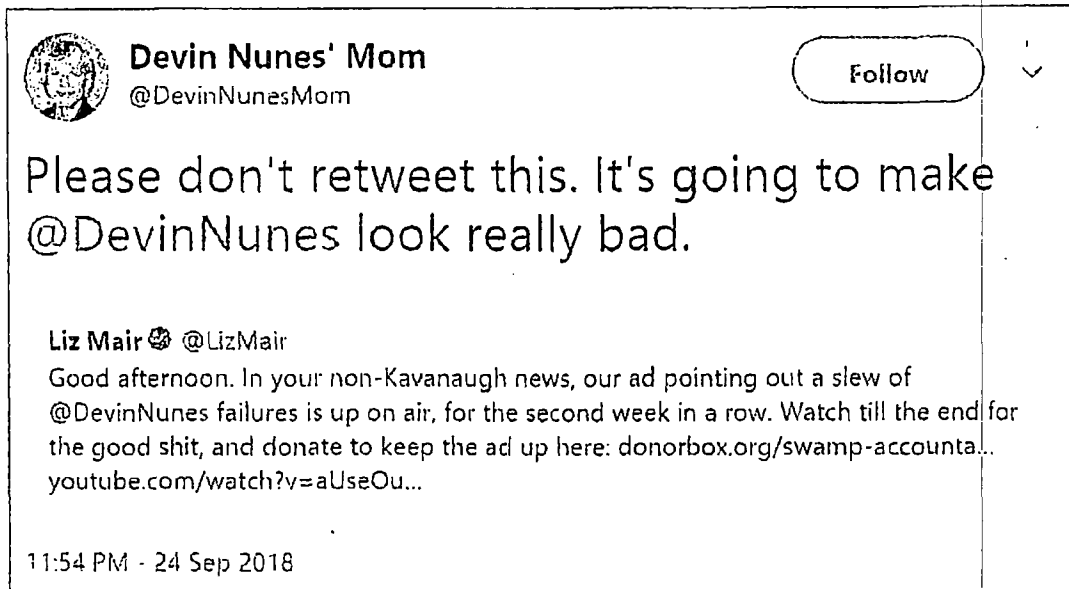 Devin Nunes' Mom
@DevinNunesMom
Follow
Please don't retweet this. It's going to make
@DevinNunes look really bad.
Liz Mair @LizMair
Good afternoon. In your non-Kavanaugh news, our ad pointing out a slew of
@DevinNunes failures is up on air, for the second week in a row. Watch till the end for
the good shit, and donate to keep the ad up here: donorbox.org/swamp-accounta...
youtube.com/watch?v=aUseOu...
11:54 PM - 24 Sep 2018